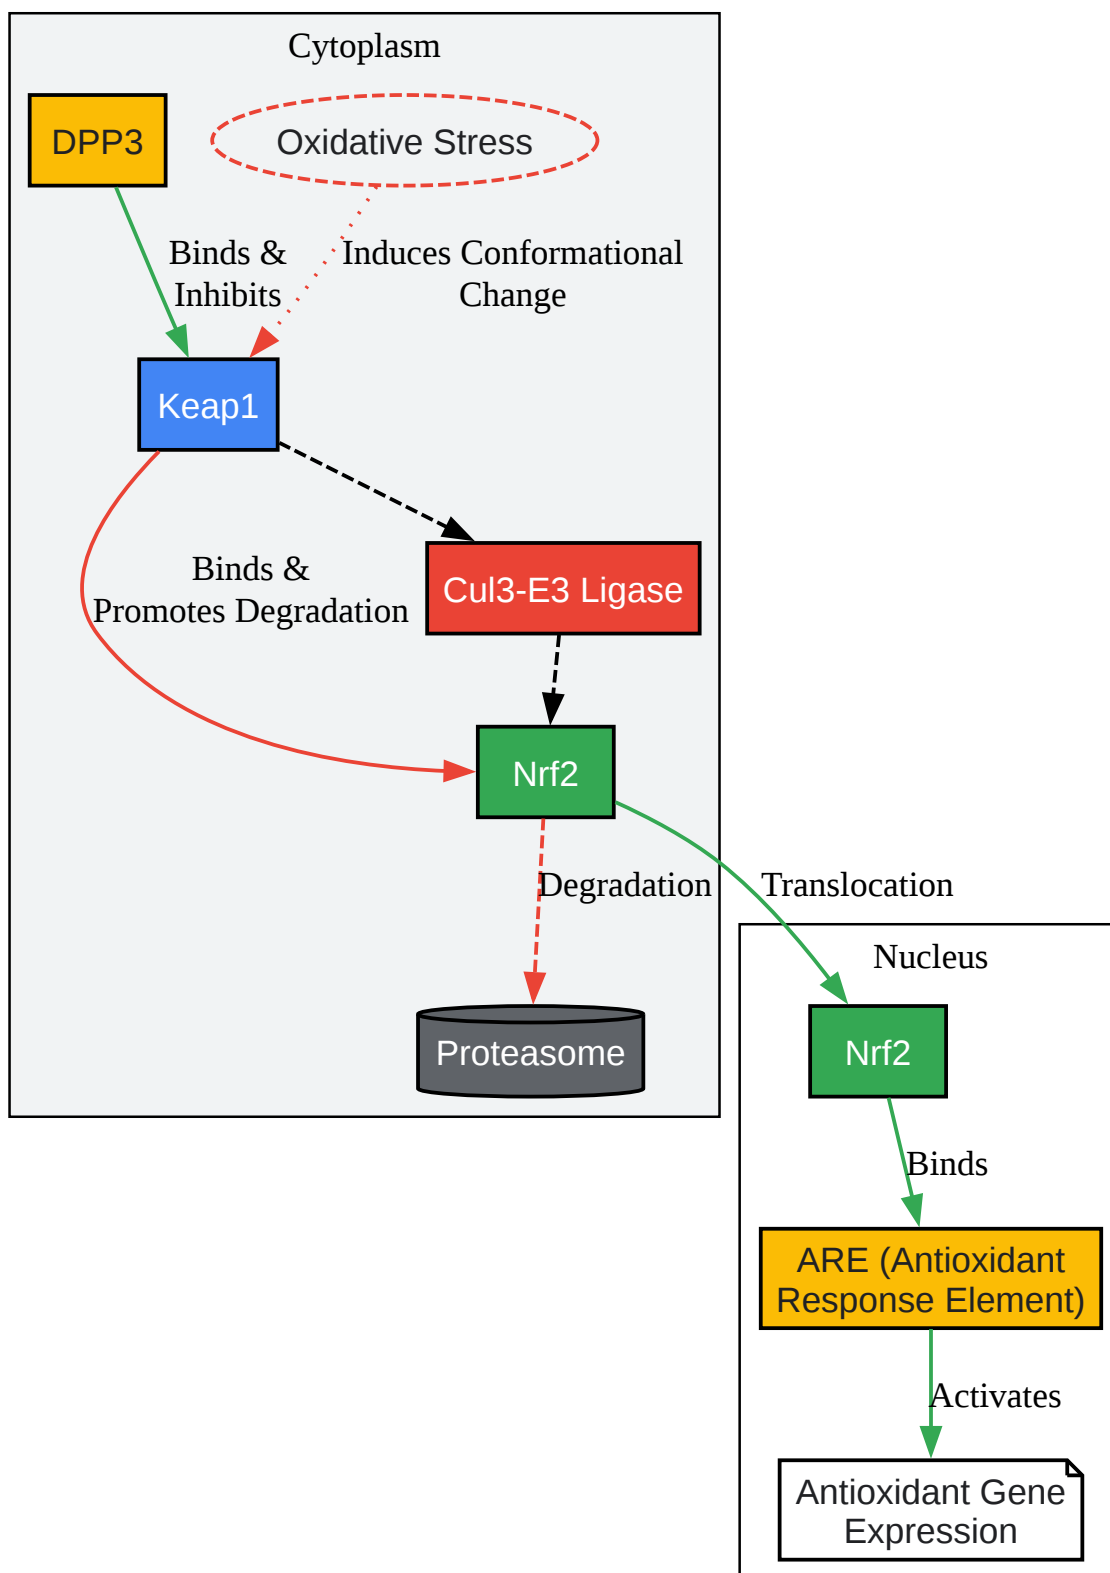 Cytoplasm
DPP3
Oxidative Stress
Binds &
Inhibits
Induces Conformational
Change
Keap1
Binds &
Promotes Degradation
Cul3-E3 Ligase
Nrf2
Degradation
Translocation
Nucleus
Proteasome
Nrf2
Binds
ARE (Antioxidant
Response Element)
Activates
Antioxidant Gene
Expression